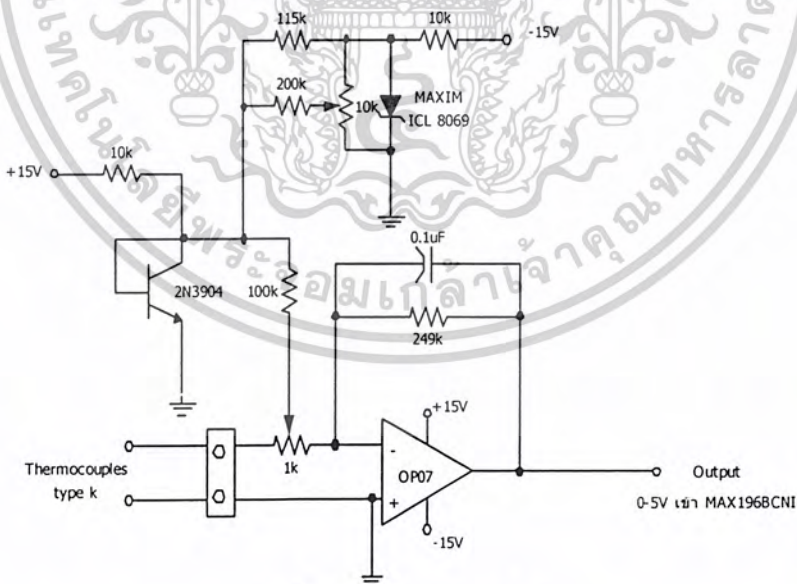 115k
10k
-15V
200k
10k
MAXIM
ICL 8069
10k
+15V
0.1uF
2N3904
100k
249k
+15V
Thermocouples
type k
1k
-
+
OP07
-15V
Output
0-5V เข้า MAX196BCNI